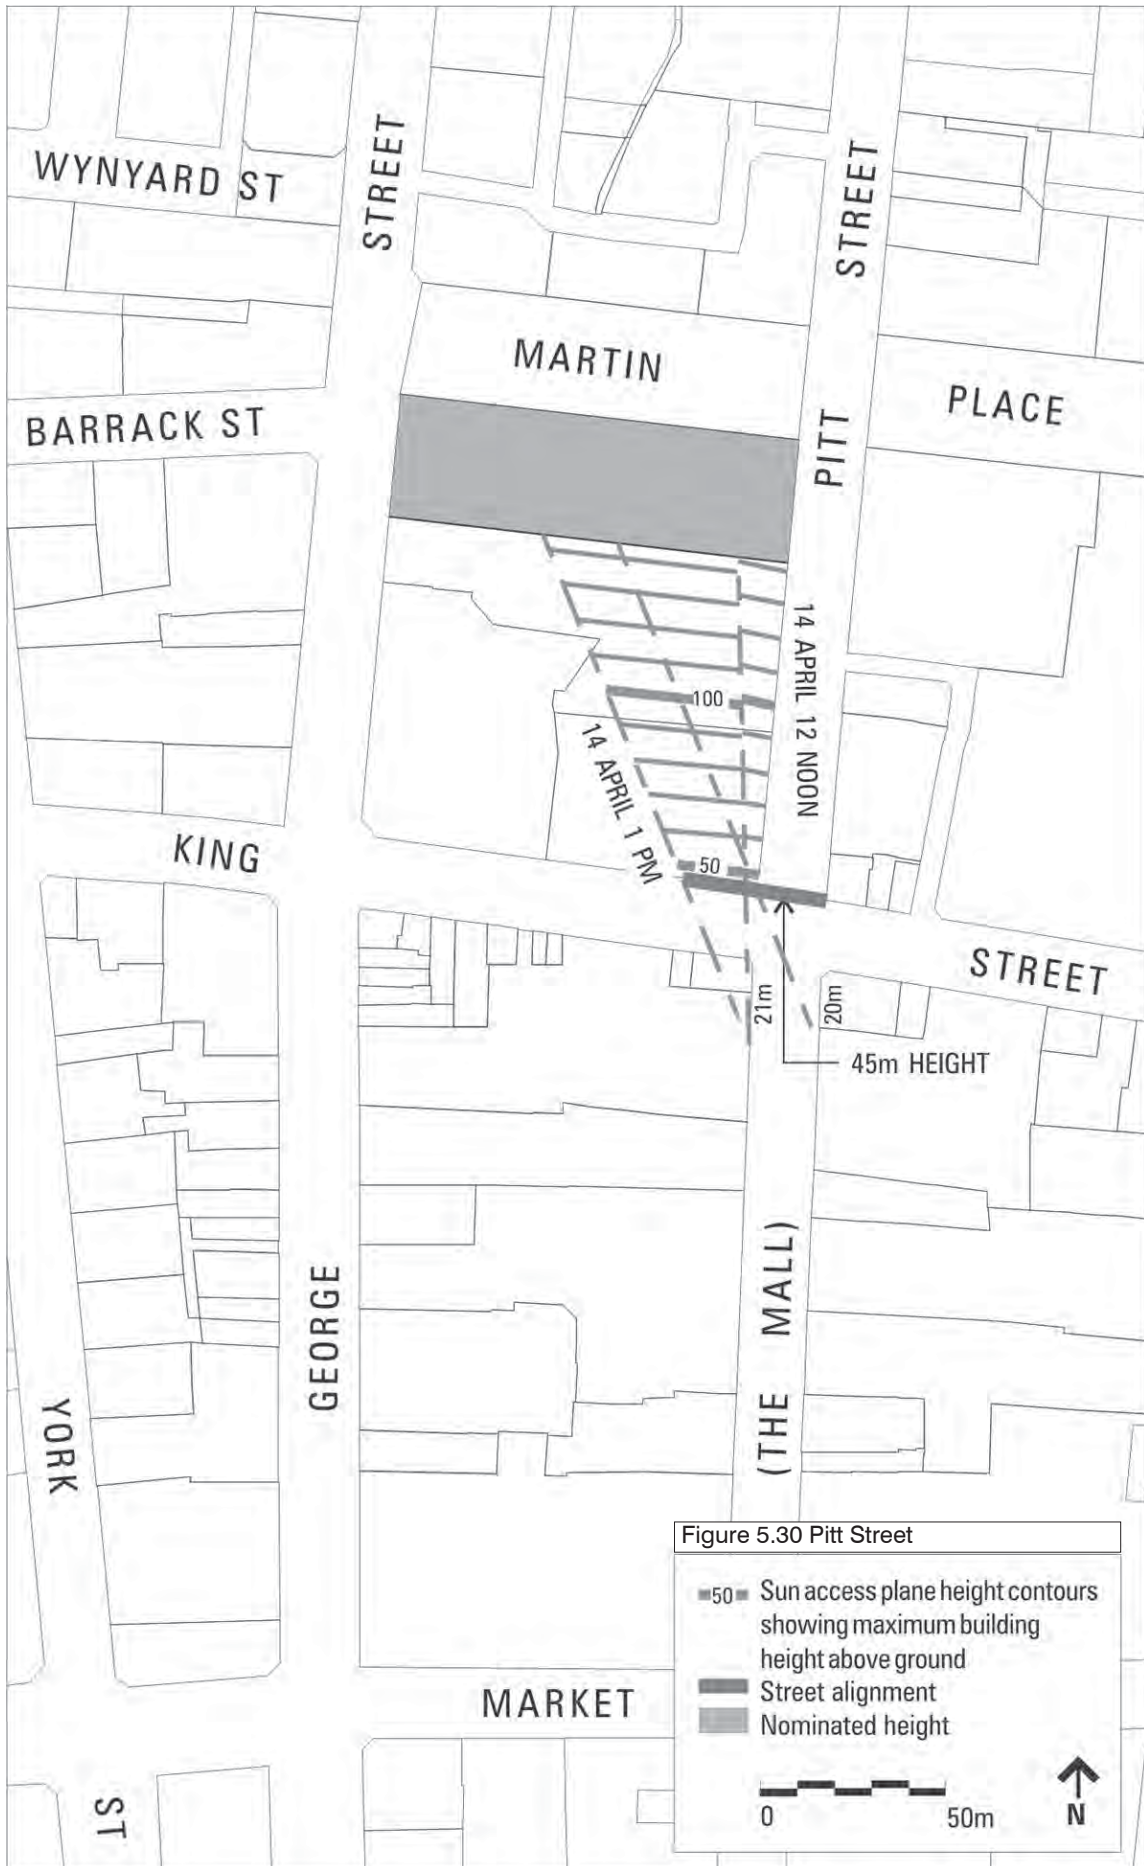 WYNYARD ST
STREET
STREET
MARTIN
PLACE
BARRACK ST
PITT
14 APRIL 12 NOON
100
14 APRIL 1 PM
KING
50
STREET
21m
20m
45m HEIGHT
(THE MALL)
GEORGE
YORK
Figure 5.30 Pitt Street
50 Sun access plane height contours
showing maximum building
height above ground
Street alignment
Nominated height
MARKET
0 50m
N
ST